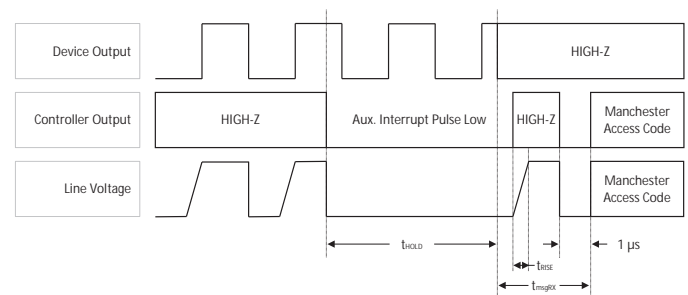 Device Output
HIGH-Z
Controller Output
HIGH-Z
Aux. Interrupt Pulse Low
HIGH-Z
Manchester
Access Code
Line Voltage
Manchester
Access Code
tHOLD
1 µs
tRISE
tmsgRX